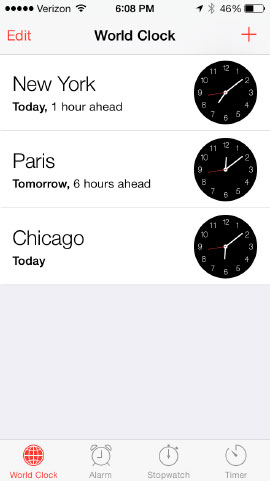 Verizon 6:08 PM 46%
Edit World Clock +
New York
Today, 1 hour ahead
12 1 2 3 4 5 6 7 8 9 10 11
Paris
Tomorrow, 6 hours ahead
12 1 2 3 4 5 6 7 8 9 10 11
Chicago
Today
12 1 2 3 4 5 6 7 8 9 10 11
World Clock Alarm Stopwatch Timer